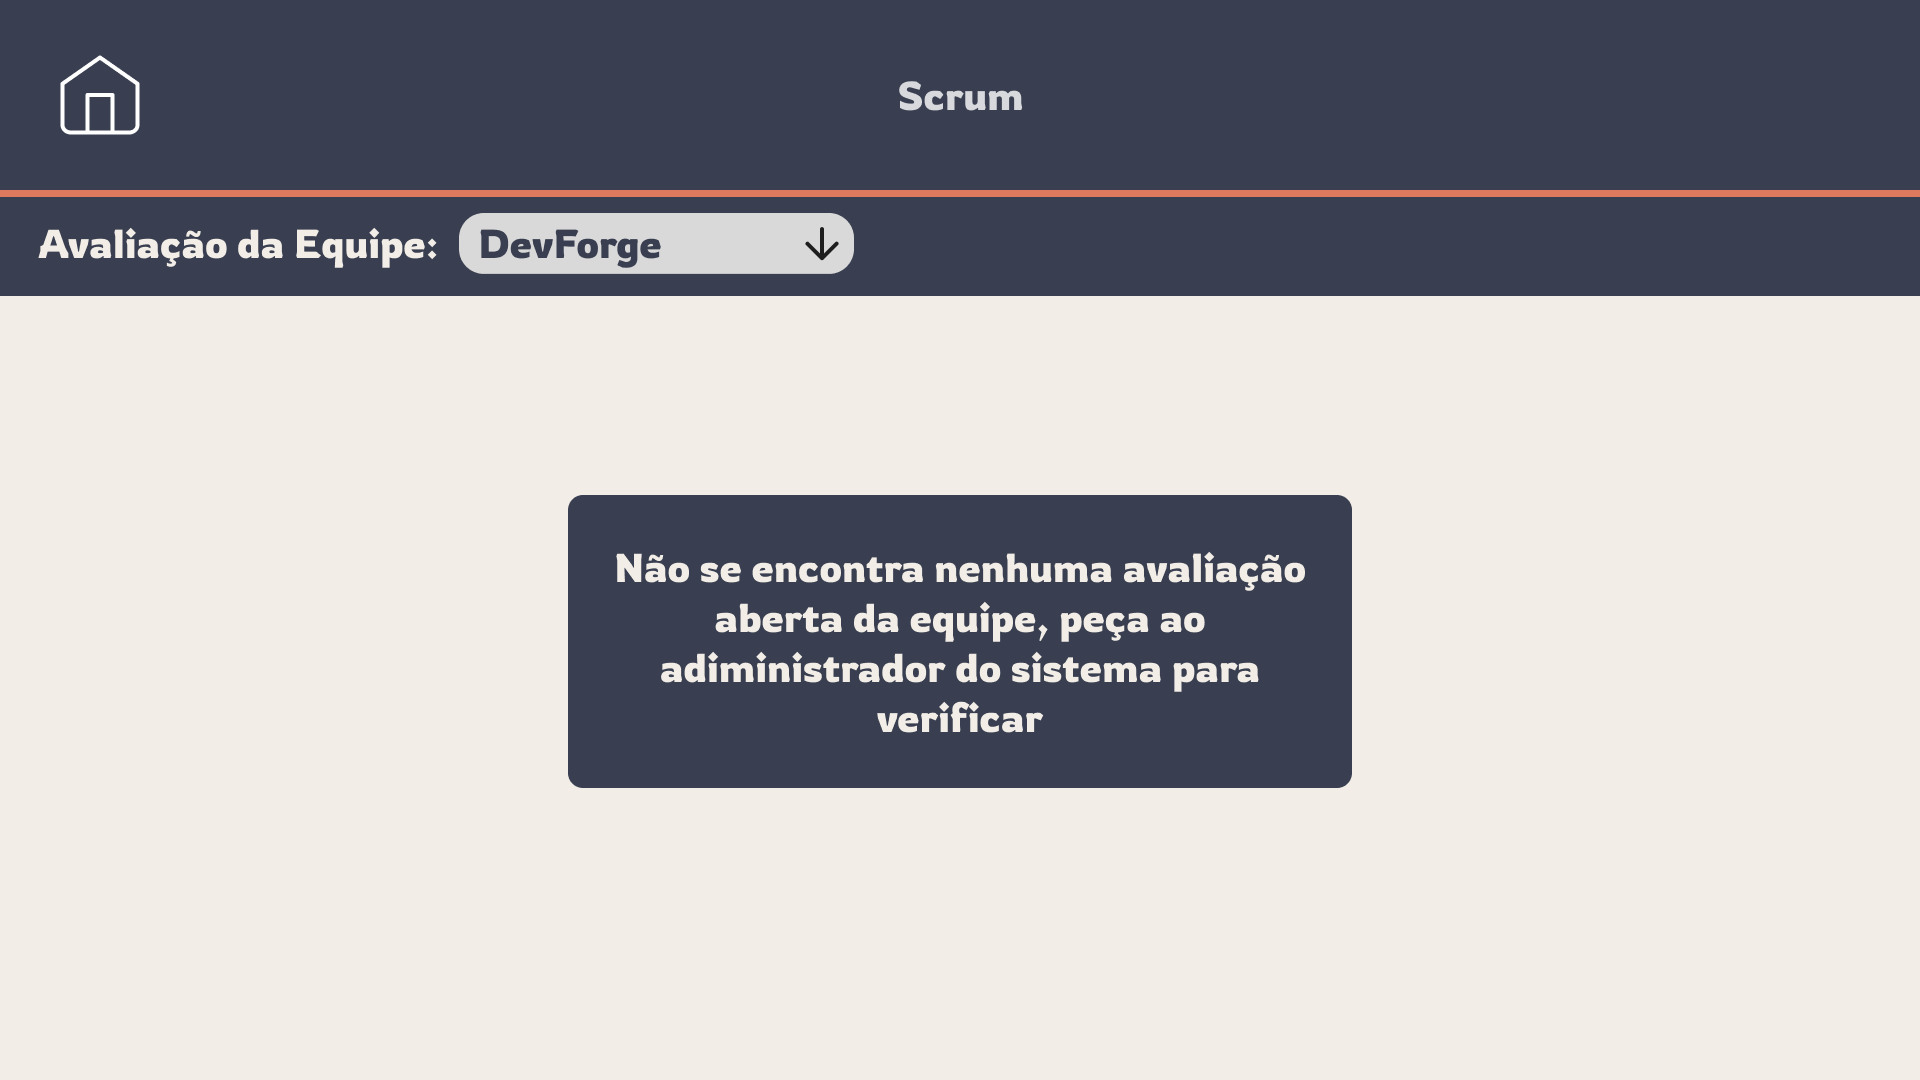 Scrum
Avaliação da Equipe: DevForge
Não se encontra nenhuma avaliação
aberta da equipe, peça ao
adiministrador do sistema para
verificar